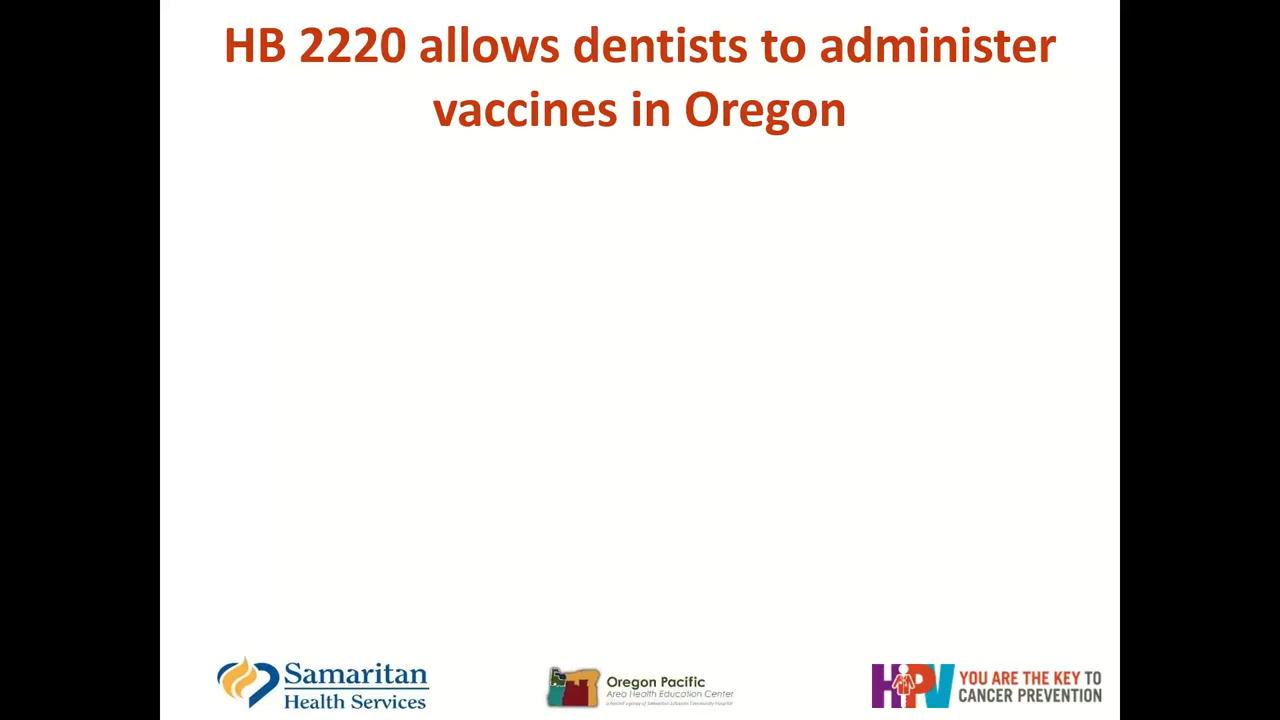 HB 2220 allows dentists to administer
vaccines in Oregon
Samaritan
Health Services
Oregon Pacific
Area Health Education Center
HPV
YOU ARE THE KEY TO
CANCER PREVENTION